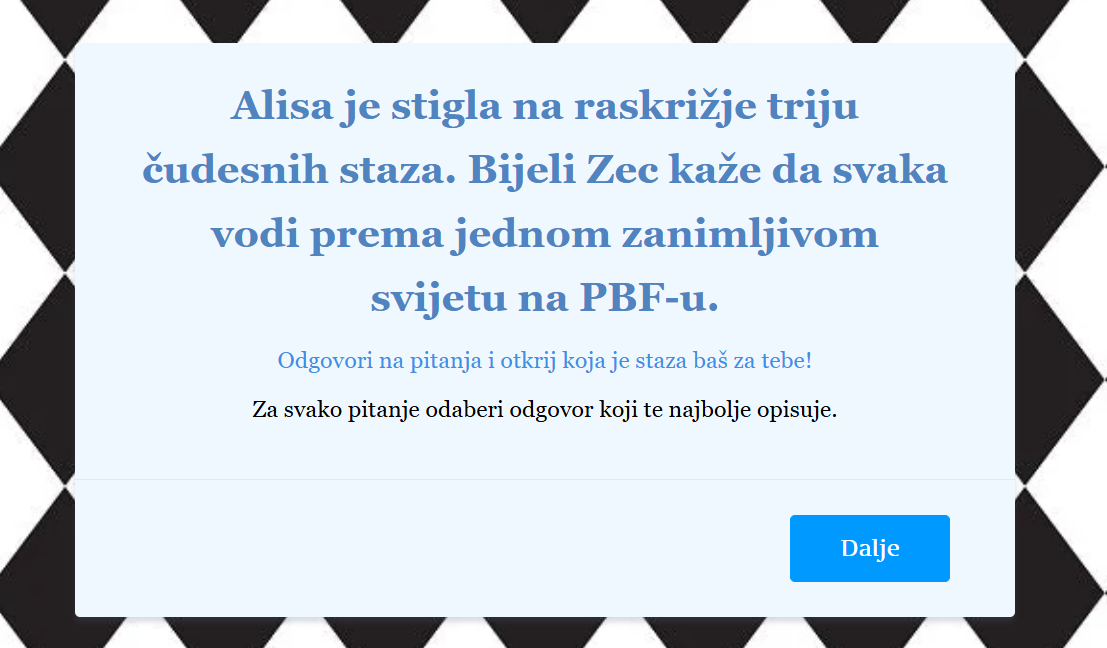 Alisa je stigla na raskrižje triju
čudesnih staza. Bijeli Zec kaže da svaka
vodi prema jednom zanimljivom
svijetu na PBF-u.
Odgovori na pitanja i otkrij koja je staza baš za tebe!
Za svako pitanje odaberi odgovor koji te najbolje opisuje.
Dalje